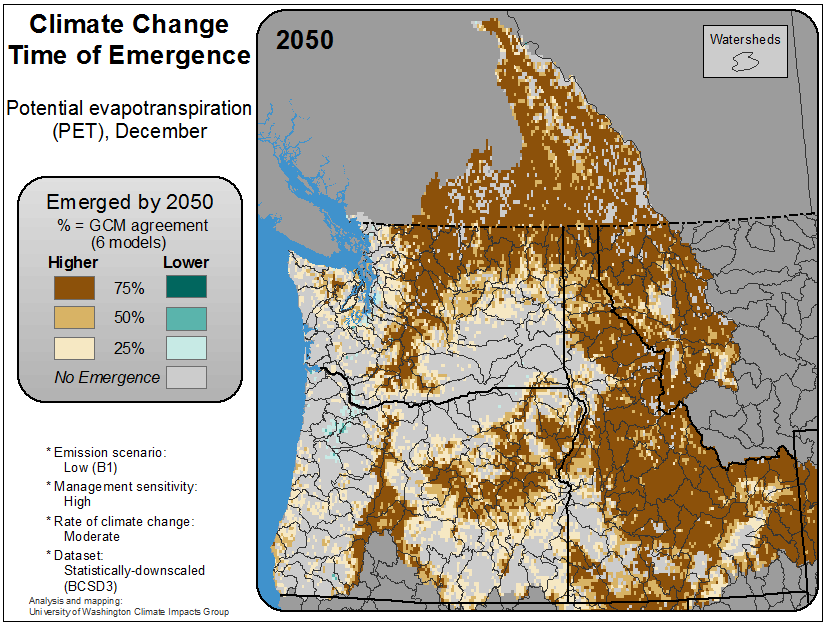 Climate Change
Time of Emergence
Potential evapotranspiration
(PET), December
Emerged by 2050
% = GCM agreement
(6 models)
Higher Lower
75%
50%
25%
No Emergence
* Emission scenario:
Low (B1)
* Management sensitivity:
High
* Rate of climate change:
Moderate
* Dataset:
Statistically-downscaled
(BCSD3)
Analysis and mapping:
University of Washington Climate Impacts Group
2050
Watersheds